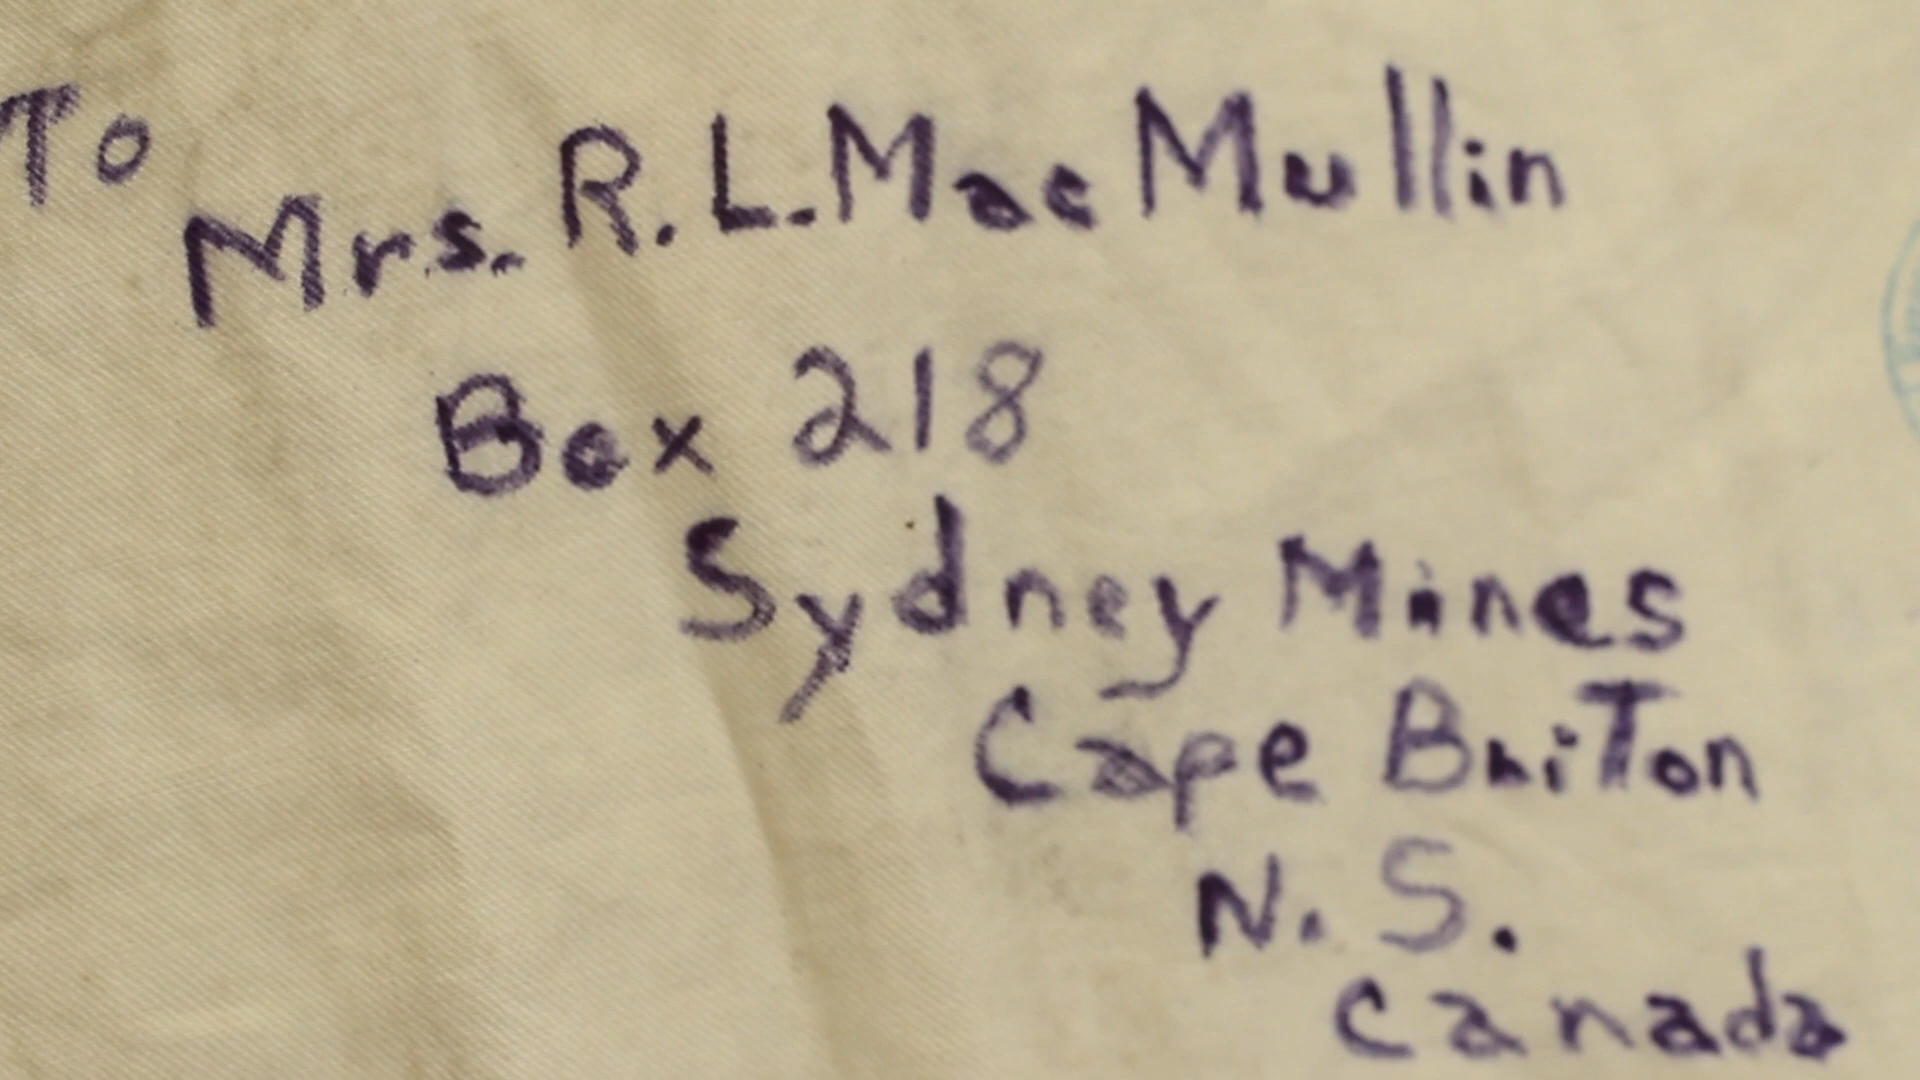 To
Mrs. R. L. MacMullin
Box 218
Sydney Mines
Cape BriTon
N. S.
Canada